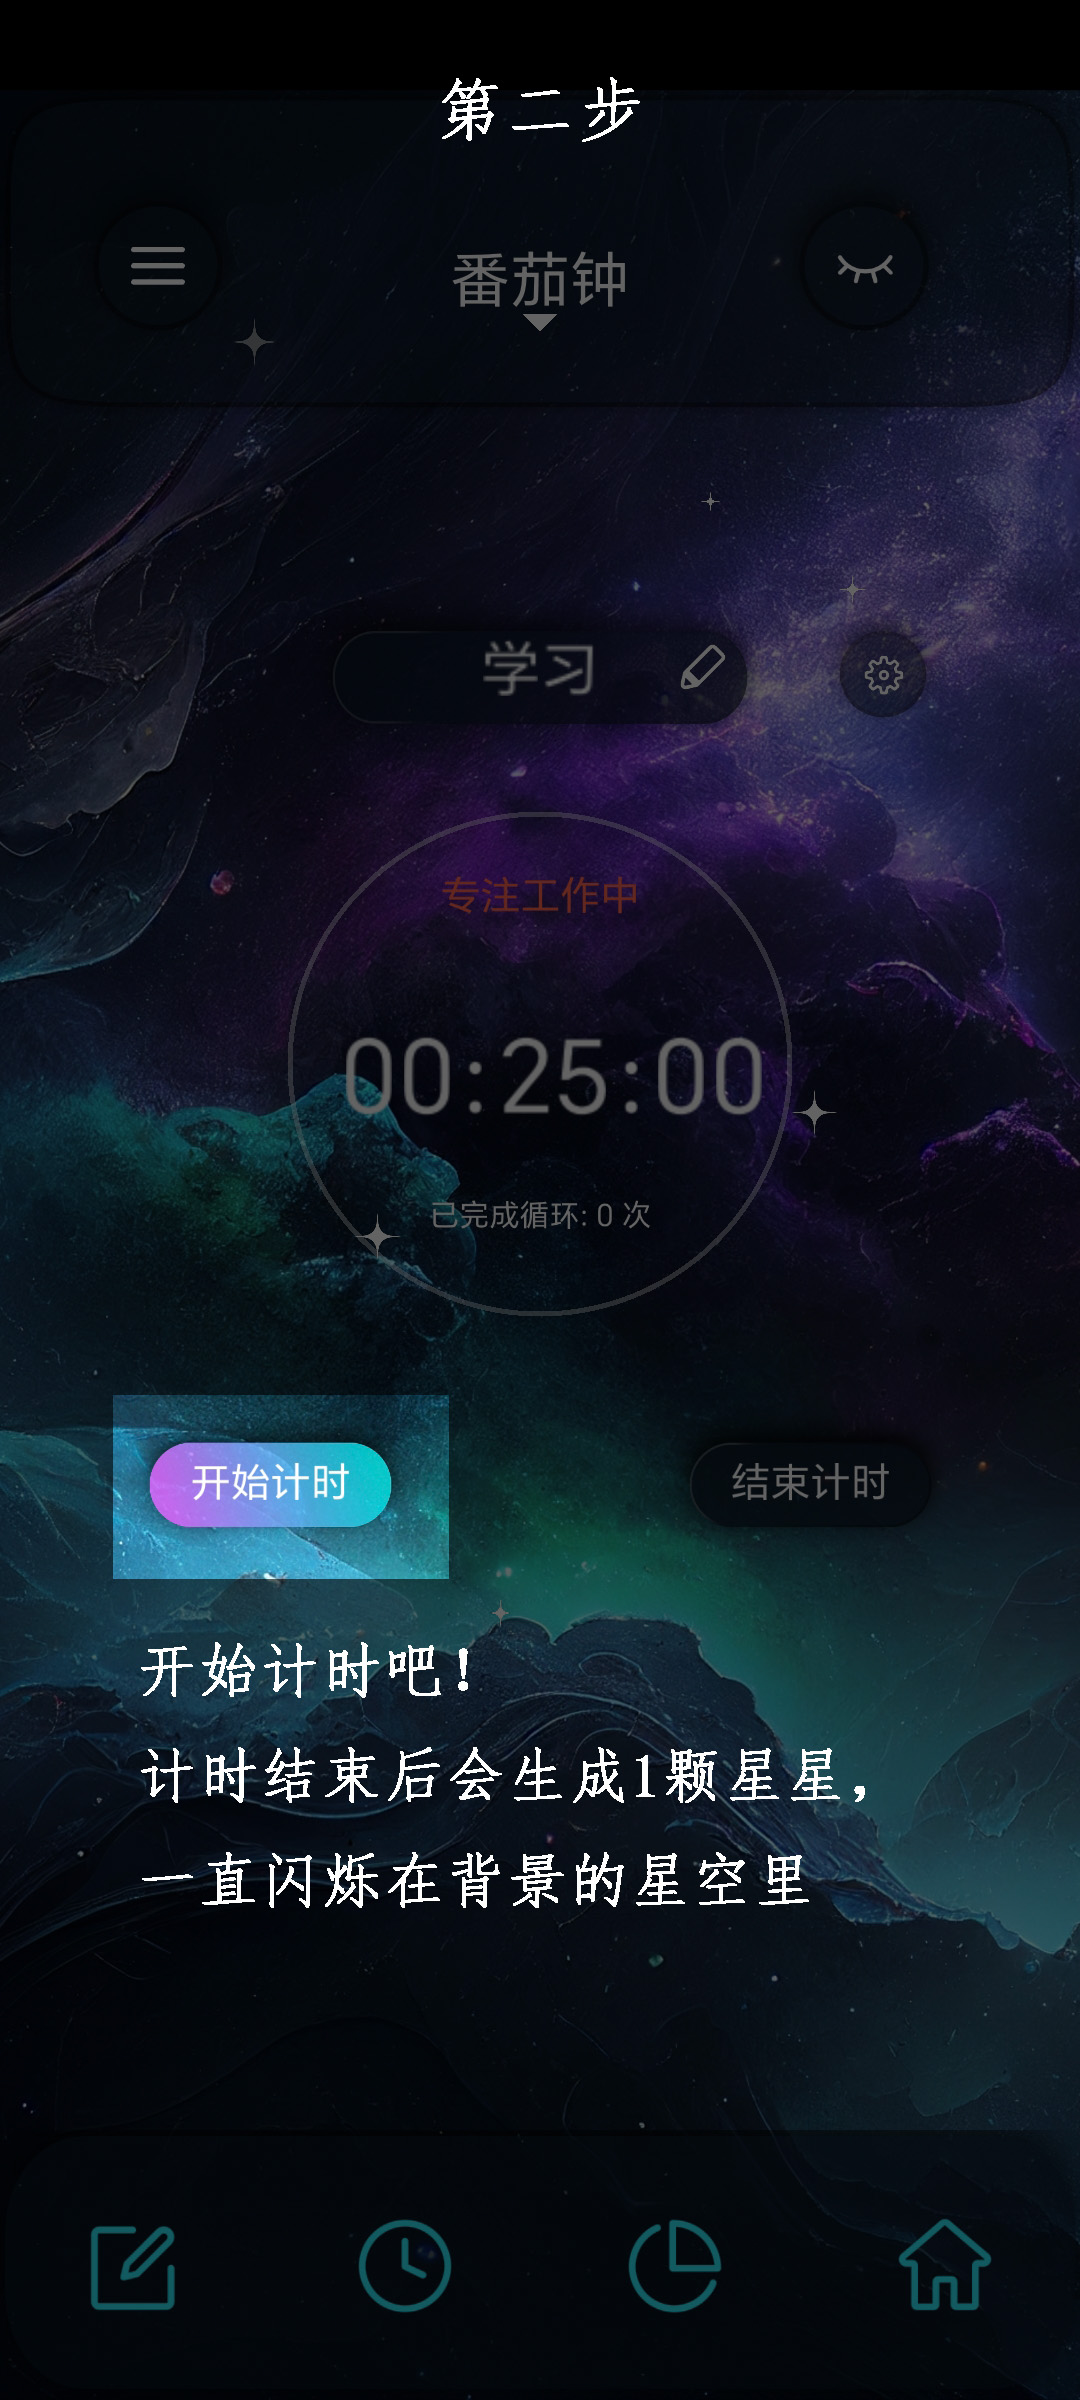 第二步
番茄钟
学习
专注工作中
00:25:00
已完成循环: 0 次
开始计时
结束计时
开始计时吧！
计时结束后会生成1颗星星，
一直闪烁在背景的星空里